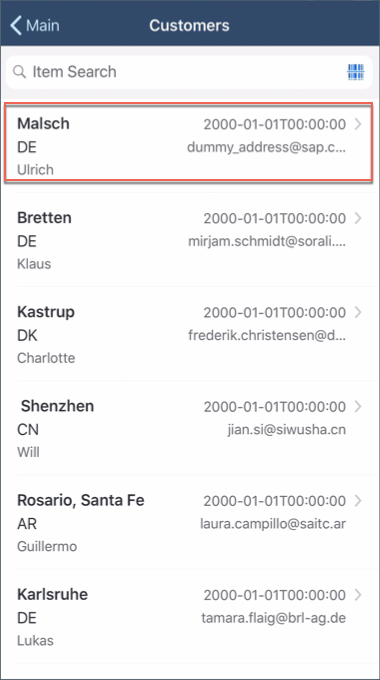 Main Customers
Item Search
Malsch 2000-01-01T00:00:00
DE dummy_address@sap.c...
Ulrich
Bretten 2000-01-01T00:00:00
DE mirjam.schmidt@sorali....
Klaus
Kastrup 2000-01-01T00:00:00
DK frederik.christensen@d...
Charlotte
Shenzhen 2000-01-01T00:00:00
CN jian.si@siwusha.cn
Will
Rosario, Santa Fe 2000-01-01T00:00:00
AR laura.campillo@saitc.ar
Guillermo
Karlsruhe 2000-01-01T00:00:00
DE tamara.flaig@brl-ag.de
Lukas